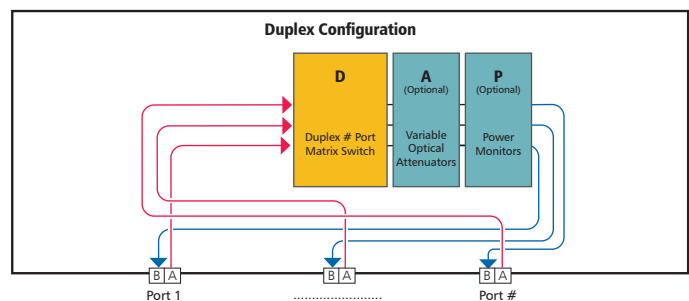 Duplex Configuration
D
Duplex # Port
Matrix Switch
A
(Optional)
Variable
Optical
Attenuators
P
(Optional)
Power
Monitors
B A
B A
B A
Port 1
........................
Port #